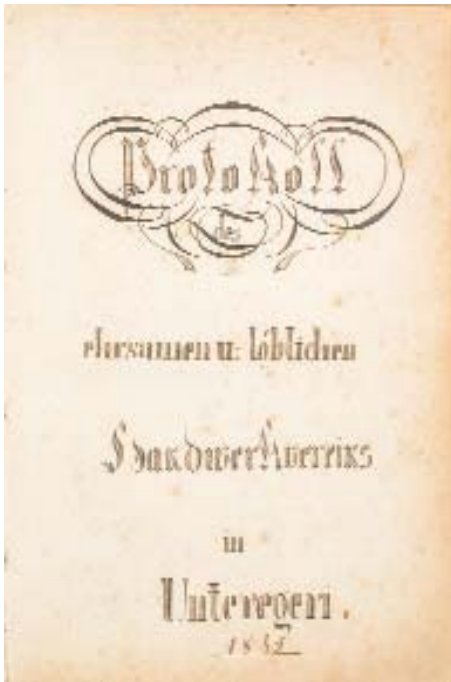 Protokoll
des
ehrsamen u: löblichen
Handwerkvereins
in
Unteregeri.